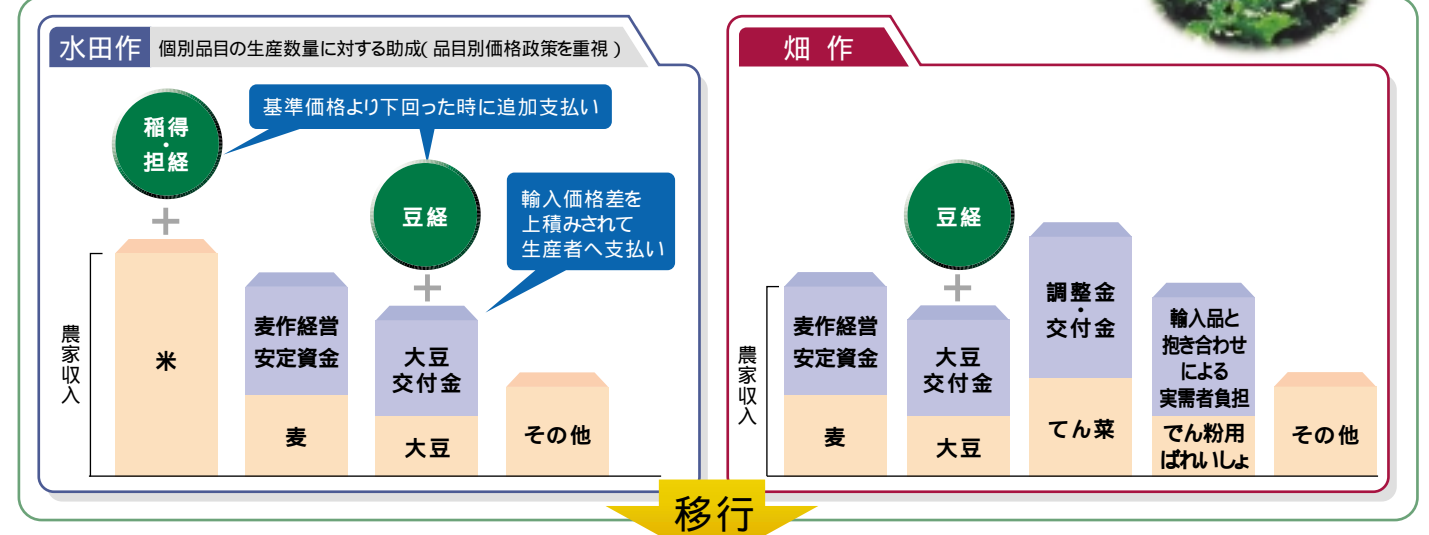 水田作 個別品目の生産数量に対する助成(品目別価格政策を重視)
基準価格より下回った時に追加支払い
稲得
・
担経
+
豆経
+
輸入価格差を
上積みされて
生産者へ支払い
農家収入
米
麦作経営
安定資金
麦
大豆
交付金
大豆
その他
畑作
豆経
+
農家収入
麦作経営
安定資金
麦
大豆
交付金
大豆
調整金
・
交付金
てん菜
輸入品と
抱き合わせ
による
実需者負担
でん粉用
ばれいしょ
その他
移行